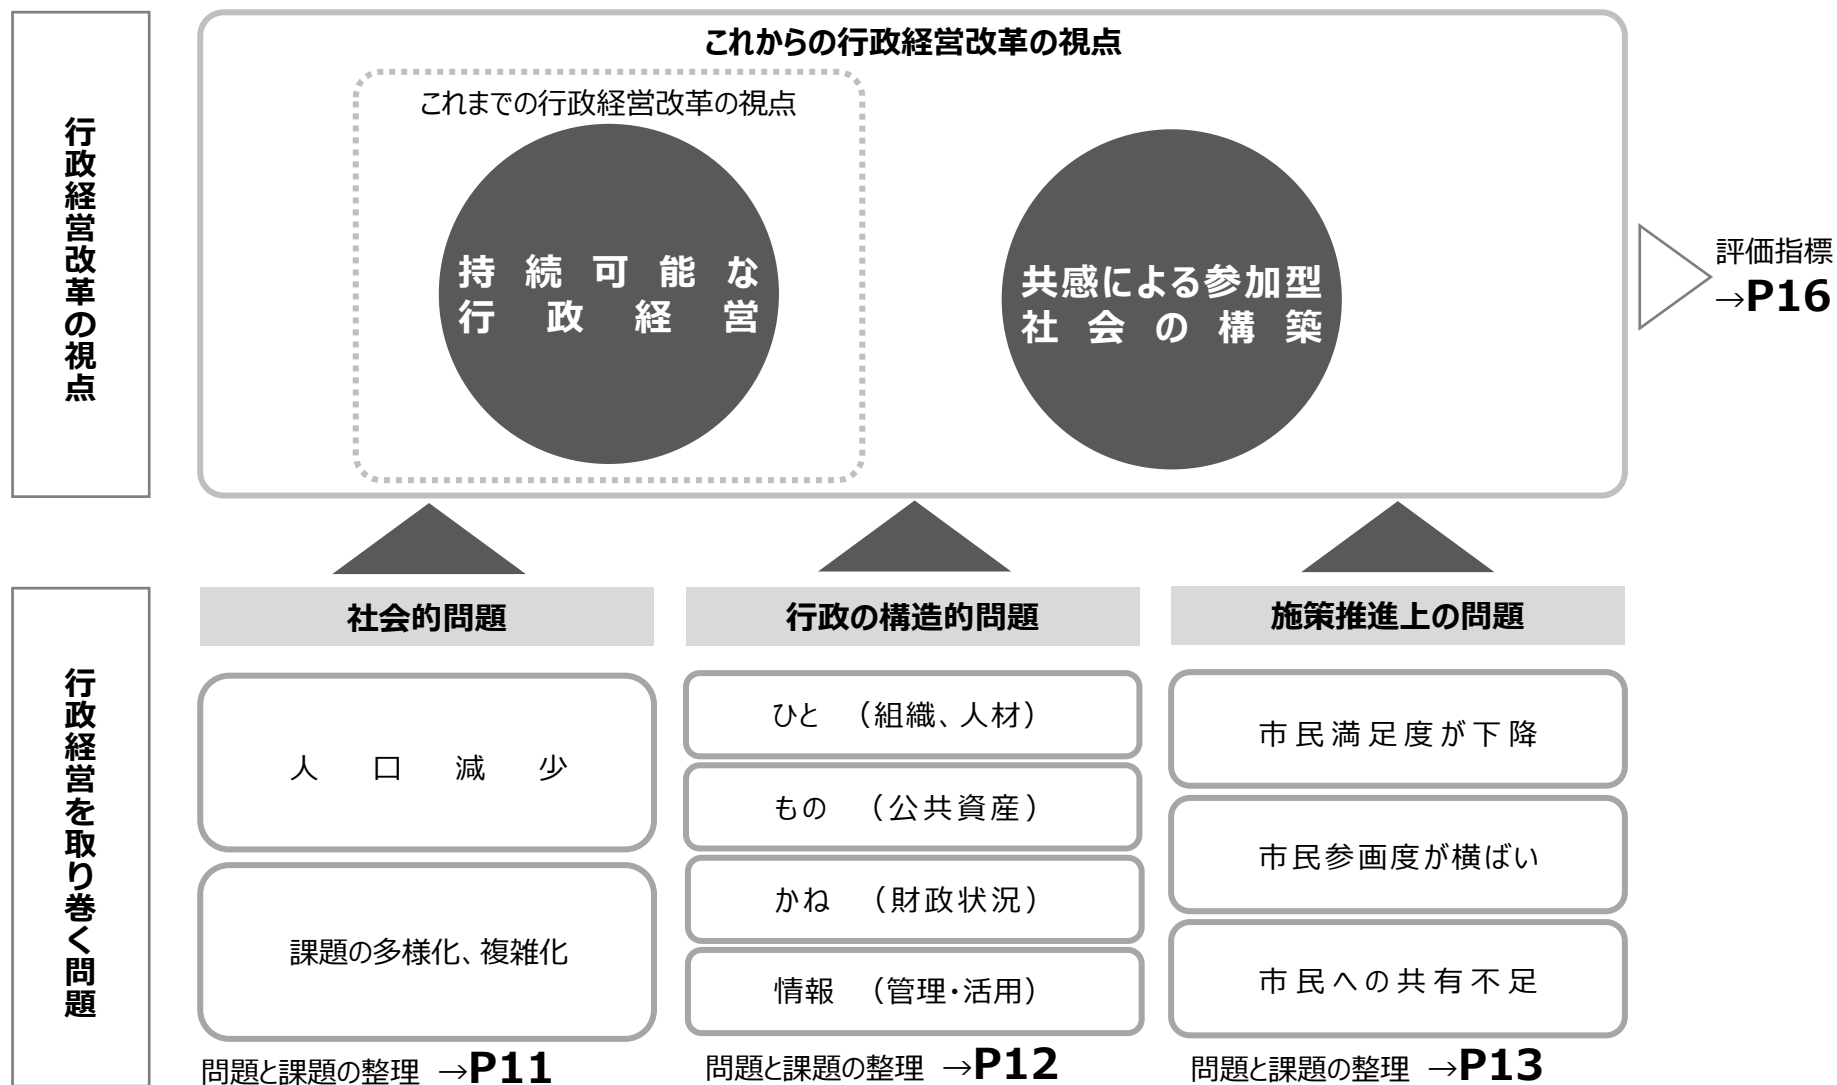 行政経営改革の視点
これからの行政経営改革の視点
これまでの行政経営改革の視点
持続可能な
行政経営
共感による参加型
社会の構築
評価指標
→P16
行政経営を取り巻く問題
社会的問題
人口減少
課題の多様化、複雑化
問題と課題の整理 →P11
行政の構造的問題
ひと （組織、人材）
もの （公共資産）
かね （財政状況）
情報 （管理・活用）
問題と課題の整理 →P12
施策推進上の問題
市民満足度が下降
市民参画度が横ばい
市民への共有不足
問題と課題の整理 →P13